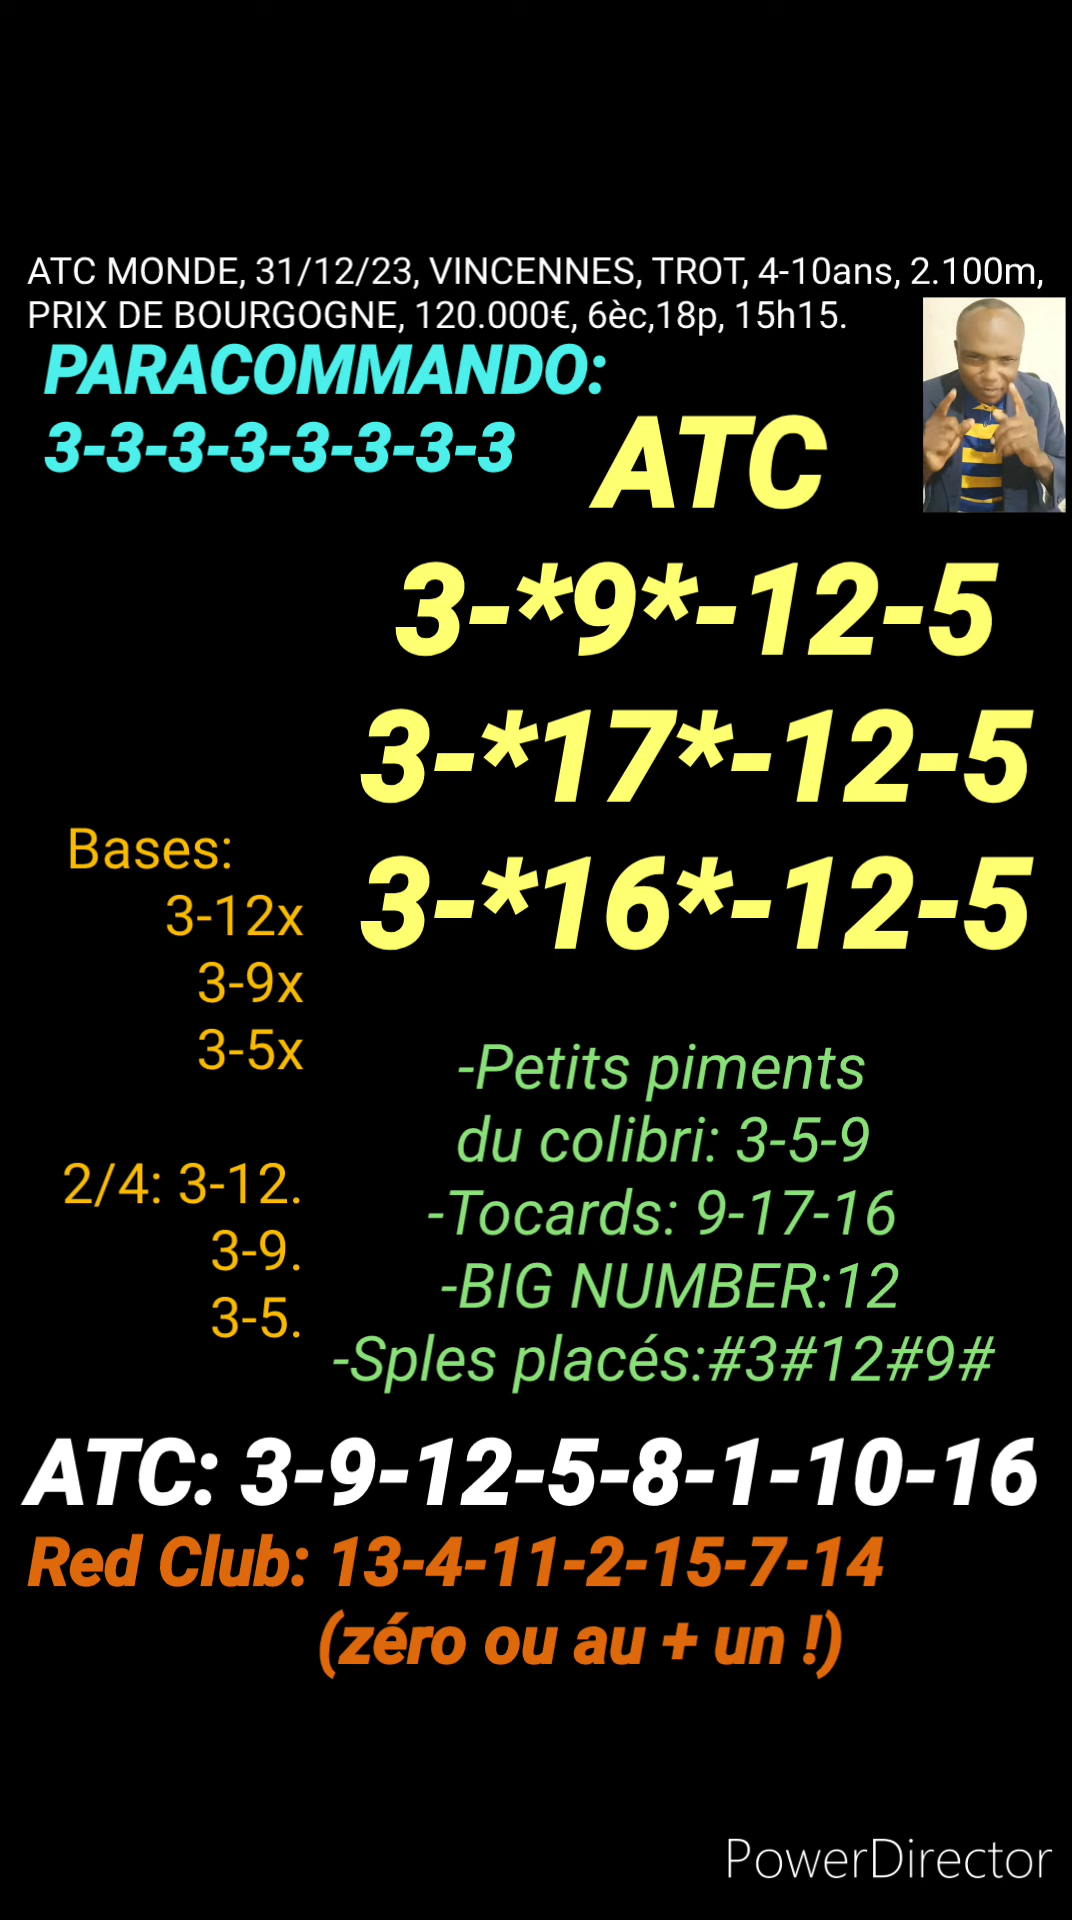 ATC MONDE, 31/12/23, VINCENNES, TROT, 4-10ans, 2.100m,
PRIX DE BOURGOGNE, 120.000€, 6èc,18p, 15h15.
PARACOMMANDO:
3-3-3-3-3-3-3-3
ATC
3-*9*-12-5
3-*17*-12-5
3-*16*-12-5
Bases:
3-12x
3-9x
3-5x
2/4: 3-12.
3-9.
3-5.
-Petits piments
du colibri: 3-5-9
-Tocards: 9-17-16
-BIG NUMBER:12
-Sples placés:#3#12#9#
ATC: 3-9-12-5-8-1-10-16
Red Club: 13-4-11-2-15-7-14
(zéro ou au + un !)
PowerDirector